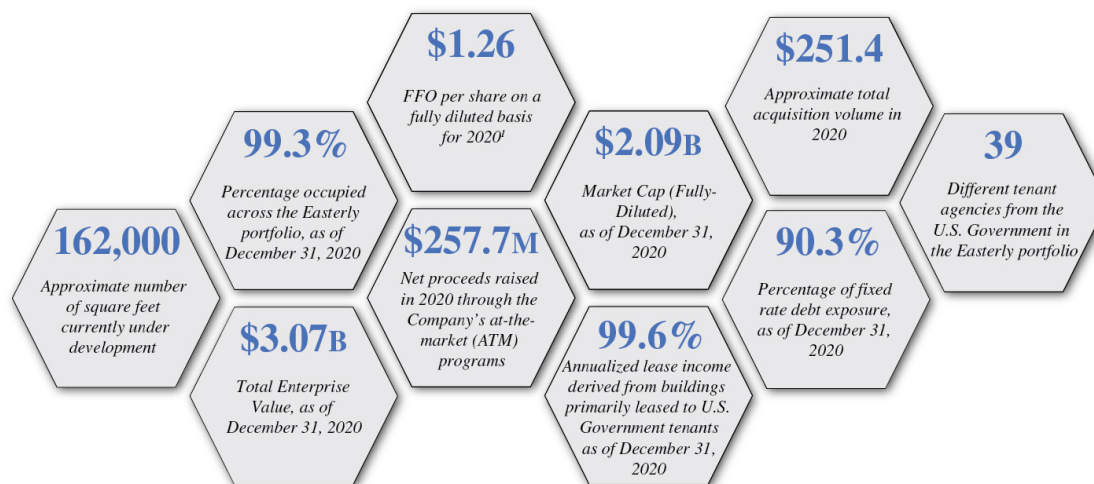 162,000
Approximate number
of square feet
currently under
development
99.3%
Percentage occupied
across the Easterly
portfolio, as of
December 31, 2020
$3.07B
Total Enterprise
Value, as of
December 31, 2020
$1.26
FFO per share on a
fully diluted basis
for 2020¹
$257.7M
Net proceeds raised
in 2020 through the
Company's at-the-
market (ATM)
programs
$2.09B
Market Cap (Fully-
Diluted),
as of December 31,
2020
99.6%
Annualized lease income
derived from buildings
primarily leased to U.S.
Government tenants
as of December 31,
2020
$251.4
Approximate total
acquisition volume in
2020
90.3%
Percentage of fixed
rate debt exposure,
as of December 31,
2020
39
Different tenant
agencies from the
U.S. Government in
the Easterly portfolio